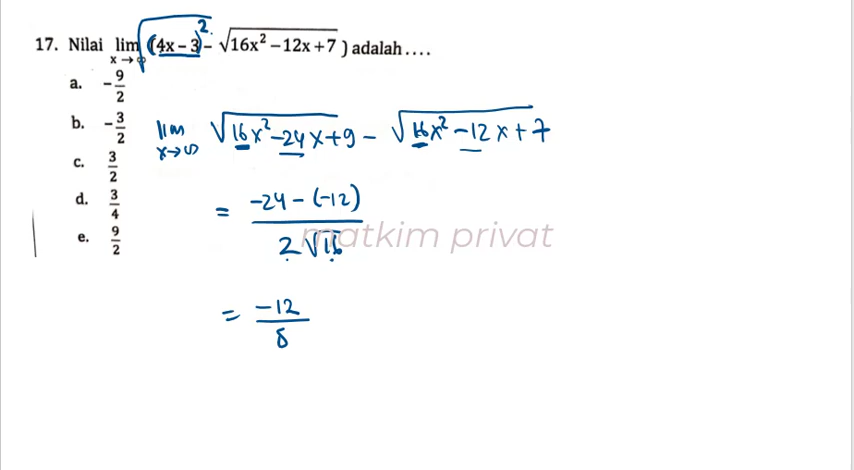 17. Nilai lim x→∞ (√(4x – 3)² – √16x² – 12x + 7 ) adalah ....
a. –9/2
b. –3/2
c. 3/2
d. 3/4
e. 9/2
lim x→∞ √16x² – 24x + 9 – √16x² – 12x + 7
= –24 – (–12) / 2√16
matkim privat
= –12 / 8